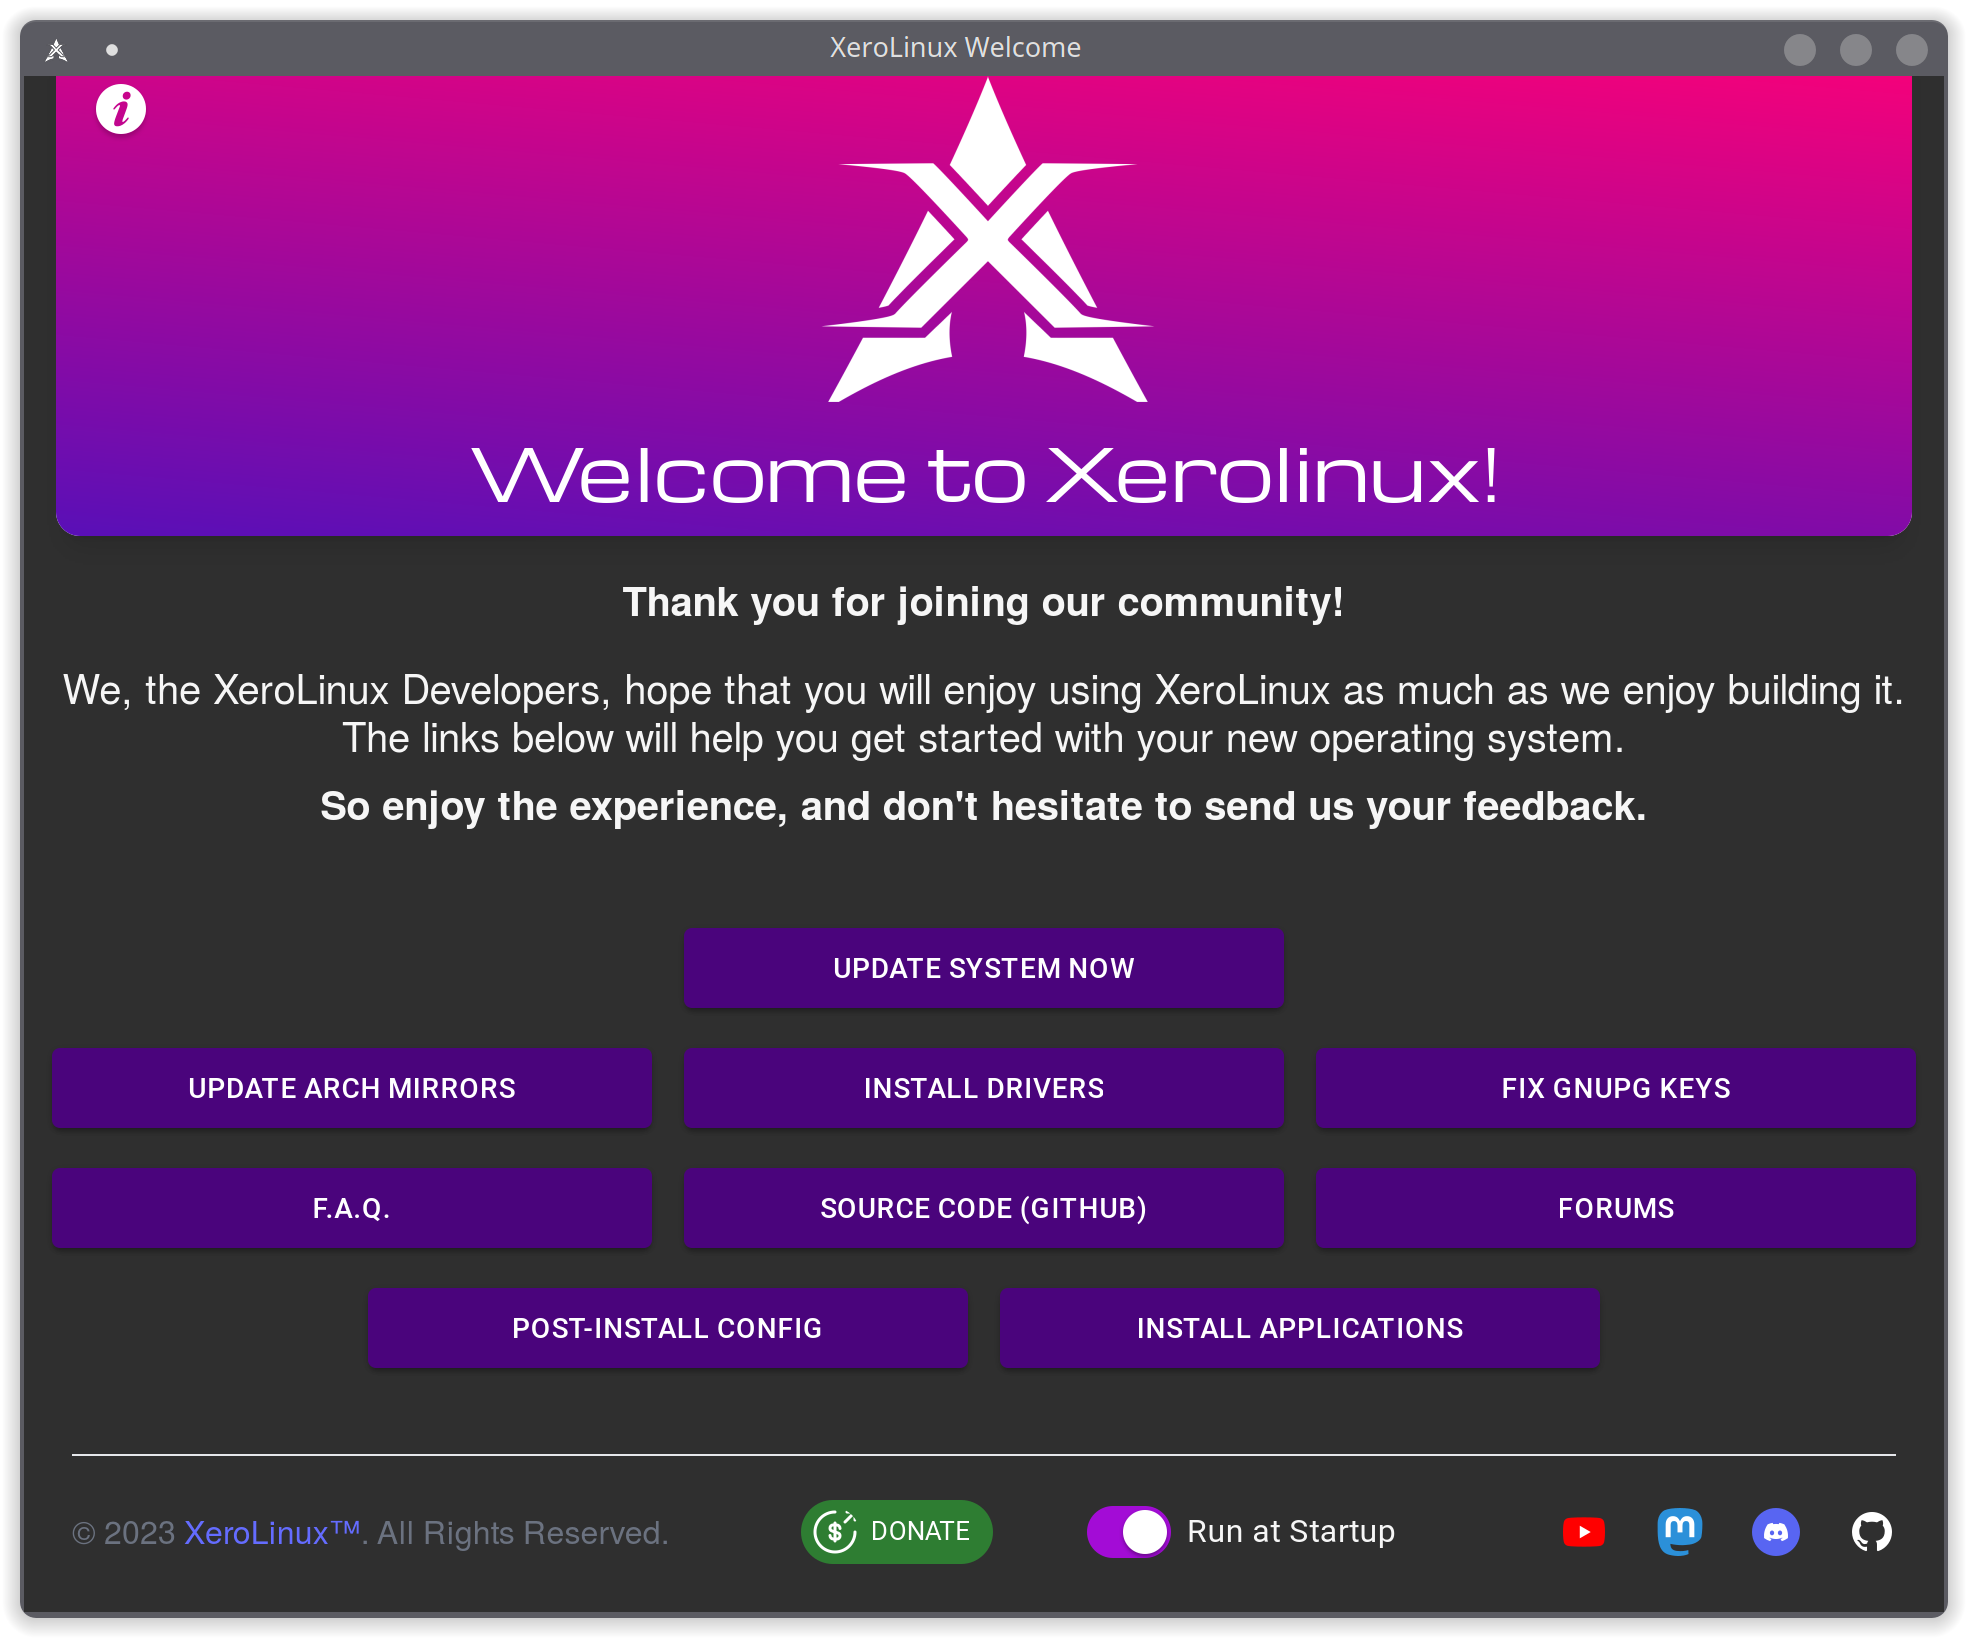 XeroLinux Welcome
Welcome to Xerolinux!
Thank you for joining our community!
We, the XeroLinux Developers, hope that you will enjoy using XeroLinux as much as we enjoy building it.
The links below will help you get started with your new operating system.
So enjoy the experience, and don't hesitate to send us your feedback.
UPDATE SYSTEM NOW
UPDATE ARCH MIRRORS
INSTALL DRIVERS
FIX GNUPG KEYS
F.A.Q.
SOURCE CODE (GITHUB)
FORUMS
POST-INSTALL CONFIG
INSTALL APPLICATIONS
© 2023 XeroLinux™. All Rights Reserved.
DONATE
Run at Startup